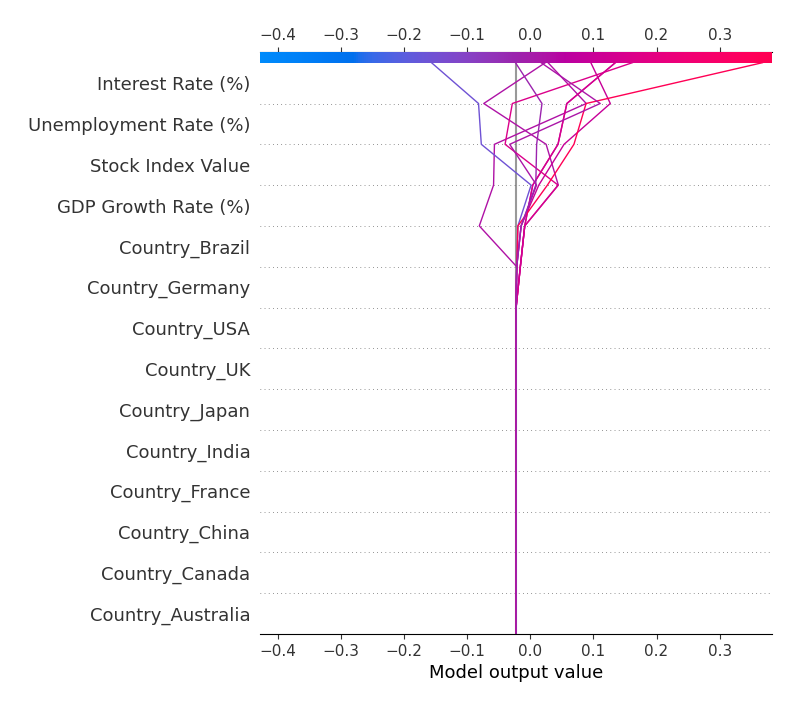 −0.4 −0.3 −0.2 −0.1 0.0 0.1 0.2 0.3
Interest Rate (%)
Unemployment Rate (%)
Stock Index Value
GDP Growth Rate (%)
Country_Brazil
Country_Germany
Country_USA
Country_UK
Country_Japan
Country_India
Country_France
Country_China
Country_Canada
Country_Australia
−0.4 −0.3 −0.2 −0.1 0.0 0.1 0.2 0.3
Model output value